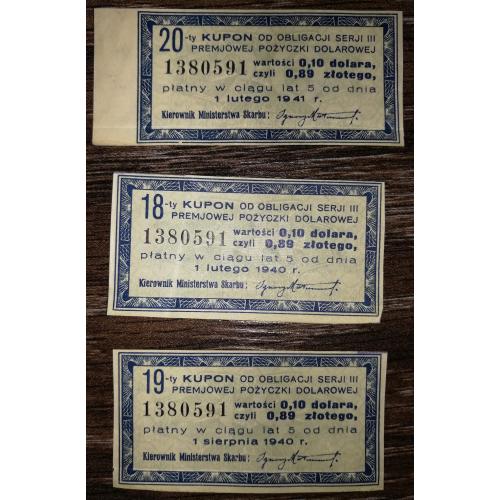 20-ty KUPON OD OBLIGACJI SERJI III
PREMJOWEJ POŻYCZKI DOLAROWEJ
1380591 wartości 0,10 dolara,
czyli 0,89 złotego,
płatny w ciągu lat 5 od dnia
1 lutego 1941 r.
Kierownik Ministerstwa Skarbu:
18-ty KUPON OD OBLIGACJI SERJI III
PREMJOWEJ POŻYCZKI DOLAROWEJ
1380591 wartości 0,10 dolara,
czyli 0,89 złotego,
płatny w ciągu lat 5 od dnia
1 lutego 1940 r.
Kierownik Ministerstwa Skarbu:
19-ty KUPON OD OBLIGACJI SERJI III
PREMJOWEJ POŻYCZKI DOLAROWEJ
1380591 wartości 0,10 dolara,
czyli 0,89 złotego,
płatny w ciągu lat 5 od dnia
1 sierpnia 1940 r.
Kierownik Ministerstwa Skarbu: